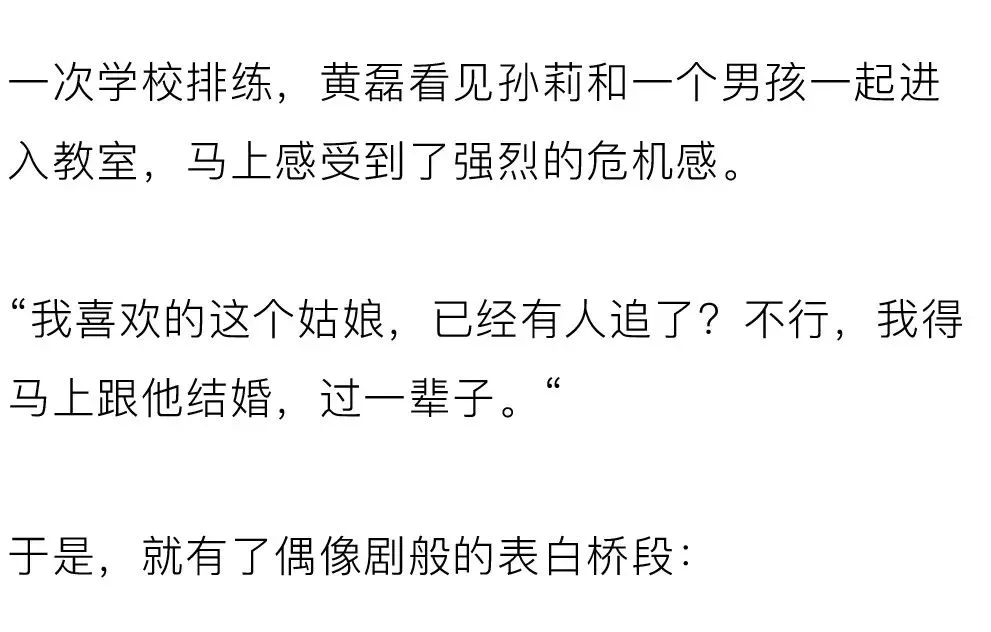 一次学校排练，黄磊看见孙莉和一个男孩一起进
入教室，马上感受到了强烈的危机感。
“我喜欢的这个姑娘，已经有人追了？不行，我得
马上跟他结婚，过一辈子。“
于是，就有了偶像剧般的表白桥段：